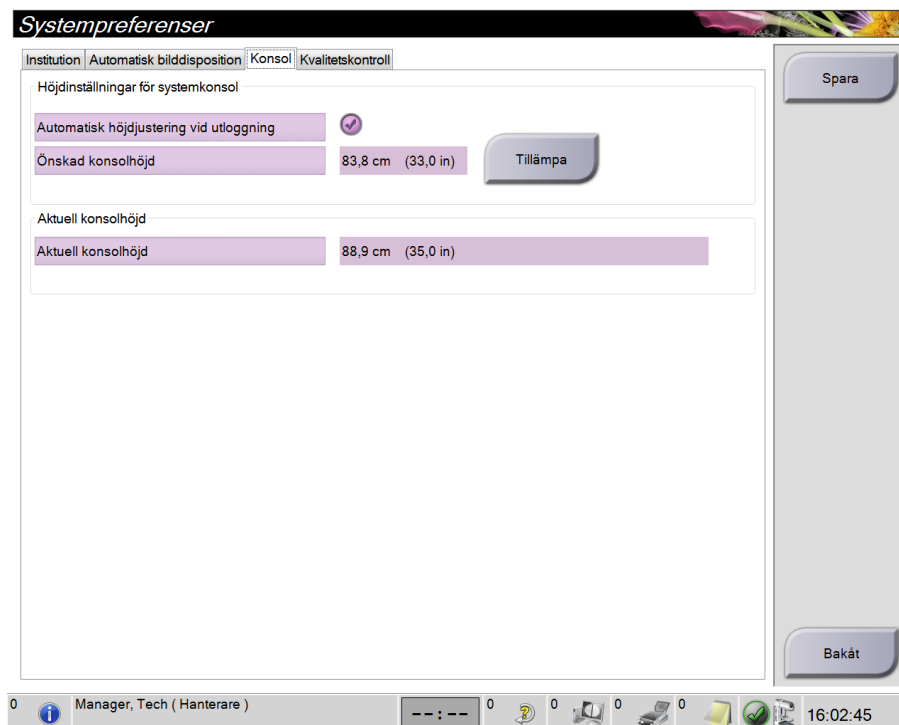 Systempreferenser
Institution Automatisk bilddisposition Konsol Kvalitetskontroll
Spara
Höjdinställningar för systemkonsol
Automatisk höjdjustering vid utloggning
Önskad konsolhöjd 83,8 cm (33,0 in) Tillämpa
Aktuell konsolhöjd
Aktuell konsolhöjd 88,9 cm (35,0 in)
Bakåt
0 Manager, Tech ( Hanterare ) --:-- 0 0 0 0 16:02:45